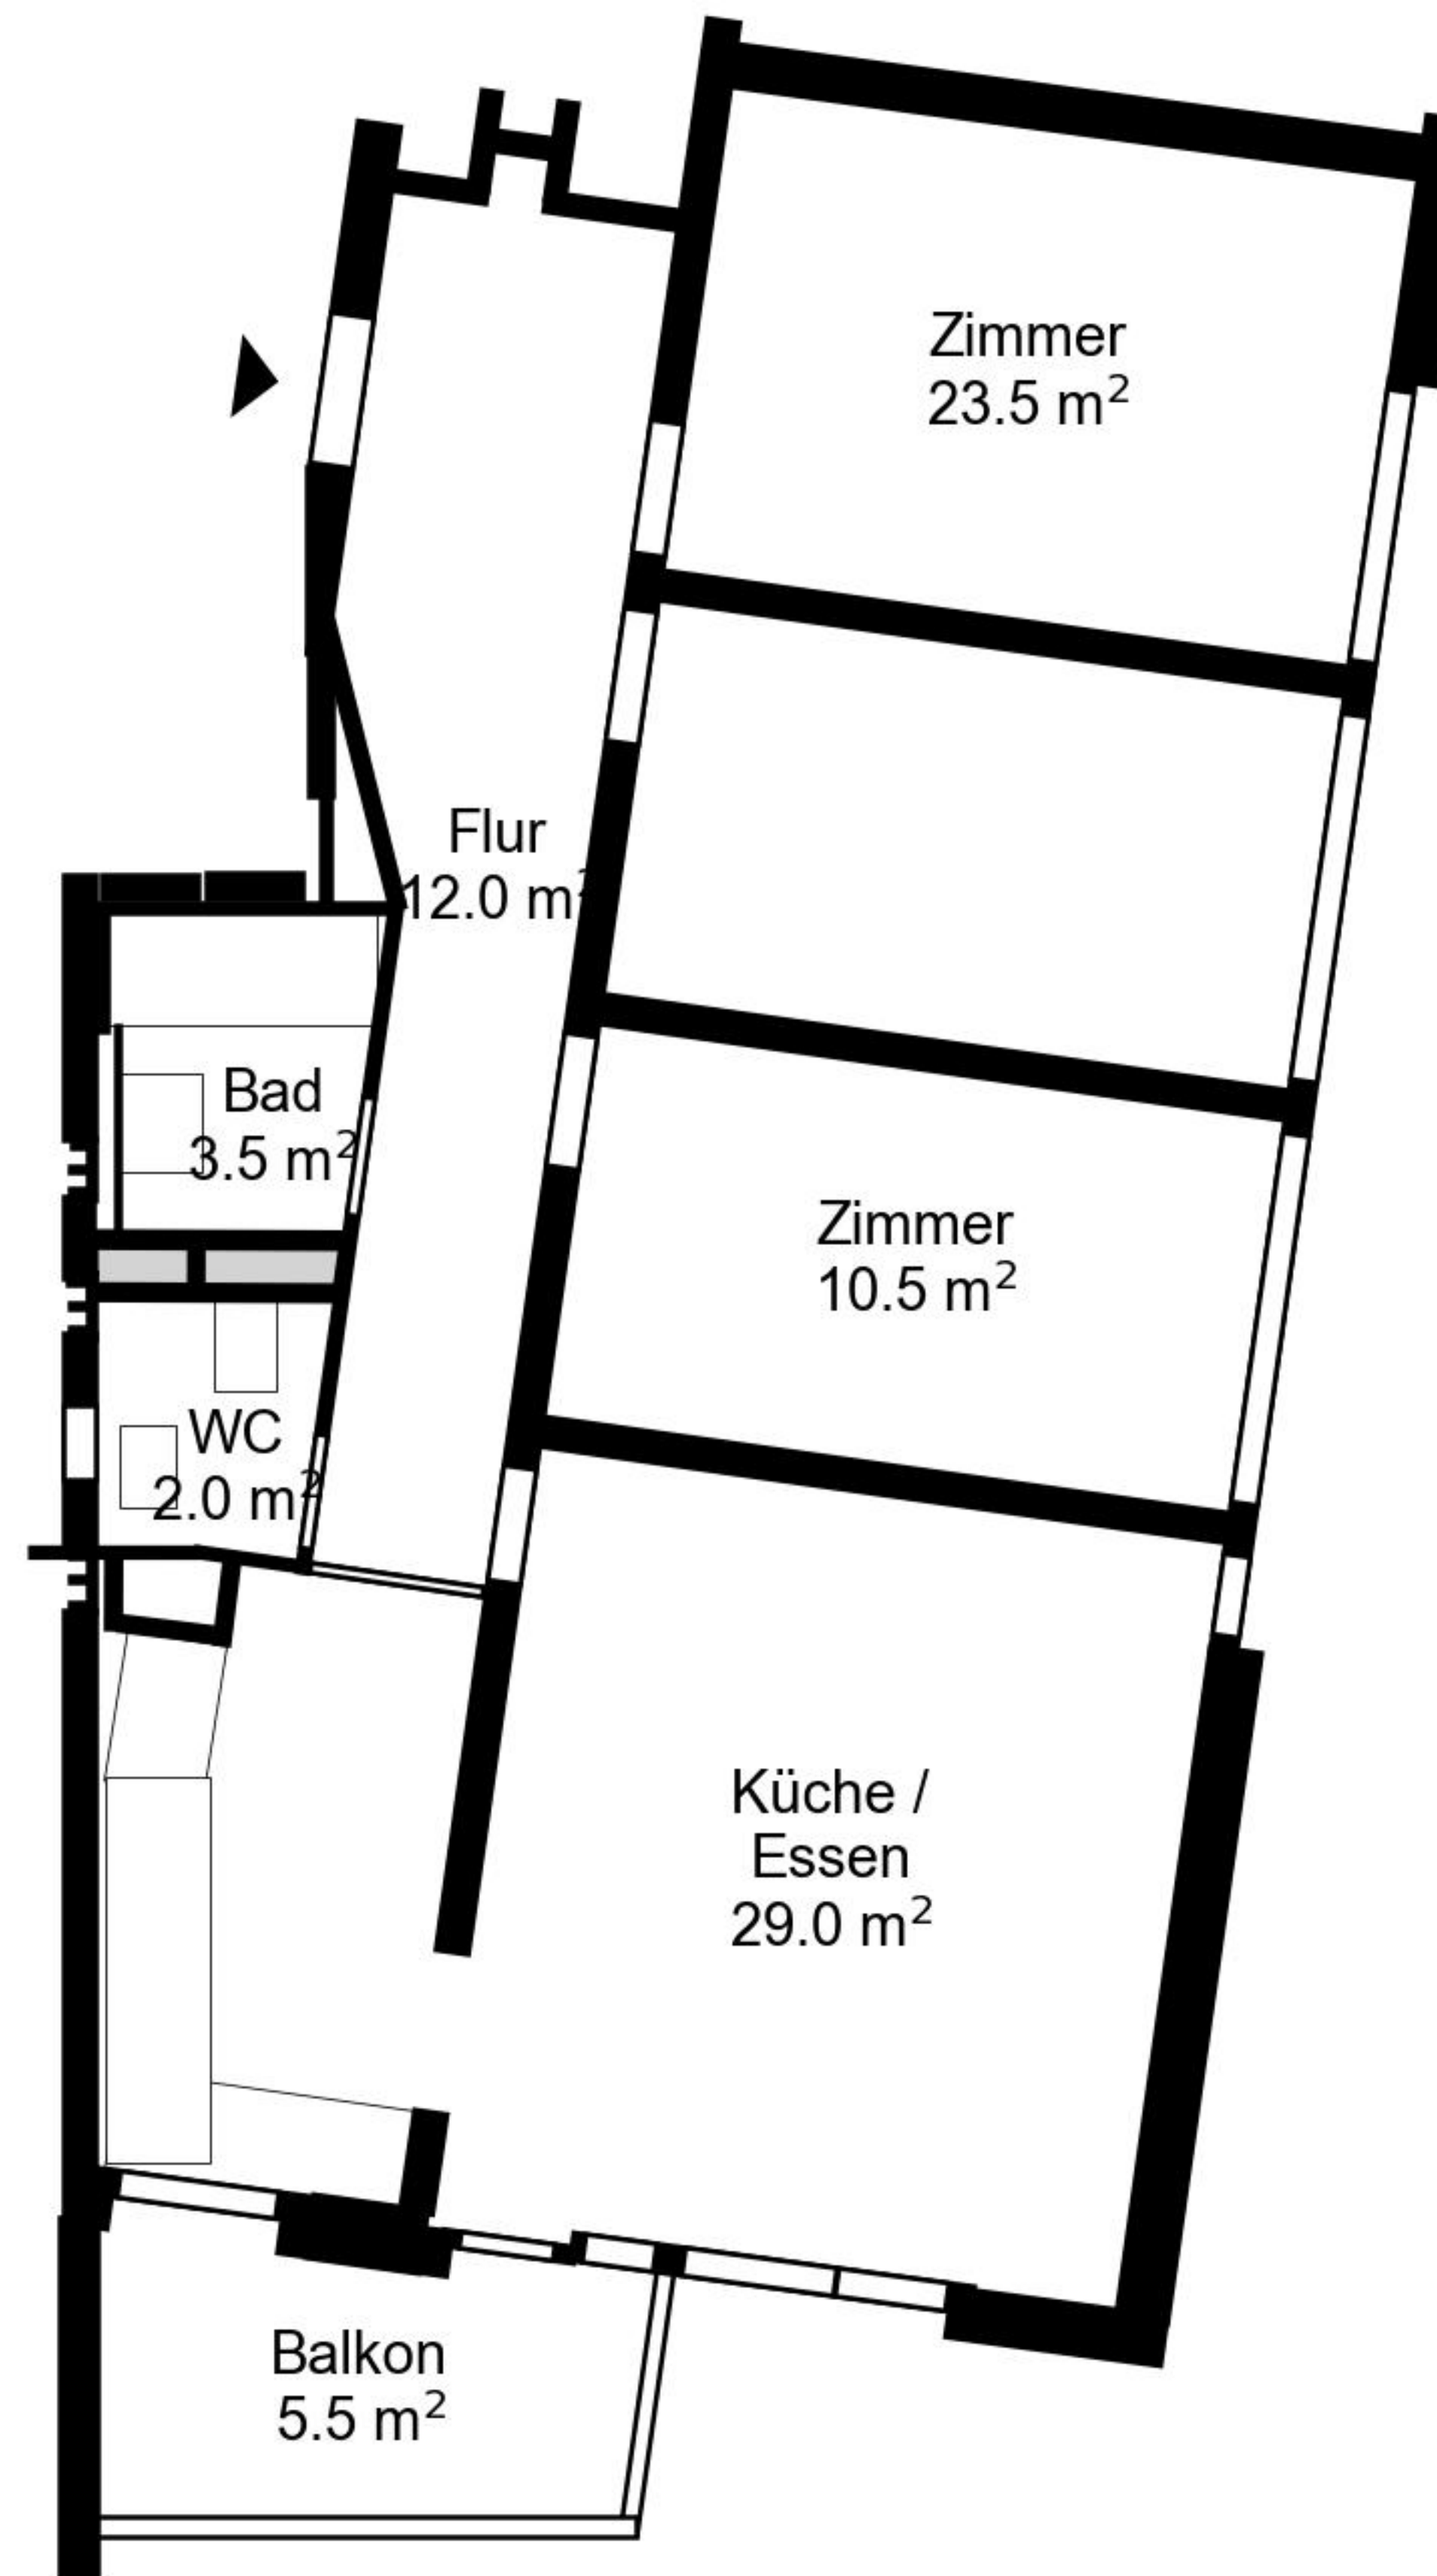 Zimmer
23.5 m²
Flur
12.0 m²
Bad
3.5 m²
Zimmer
10.5 m²
WC
2.0 m²
Küche /
Essen
29.0 m²
Balkon
5.5 m²